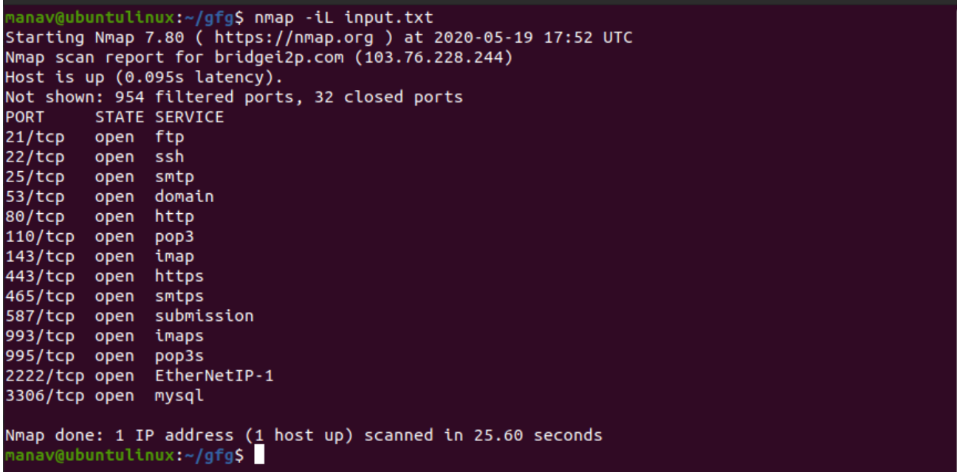 manav@ubuntulinux:~/gfg$ nmap -iL input.txt
Starting Nmap 7.80 ( https://nmap.org ) at 2020-05-19 17:52 UTC
Nmap scan report for bridgei2p.com (103.76.228.244)
Host is up (0.095s latency).
Not shown: 954 filtered ports, 32 closed ports
PORT     STATE SERVICE
21/tcp   open  ftp
22/tcp   open  ssh
25/tcp   open  smtp
53/tcp   open  domain
80/tcp   open  http
110/tcp  open  pop3
143/tcp  open  imap
443/tcp  open  https
465/tcp  open  smtps
587/tcp  open  submission
993/tcp  open  imaps
995/tcp  open  pop3s
2222/tcp open  EtherNetIP-1
3306/tcp open  mysql
Nmap done: 1 IP address (1 host up) scanned in 25.60 seconds
manav@ubuntulinux:~/gfg$